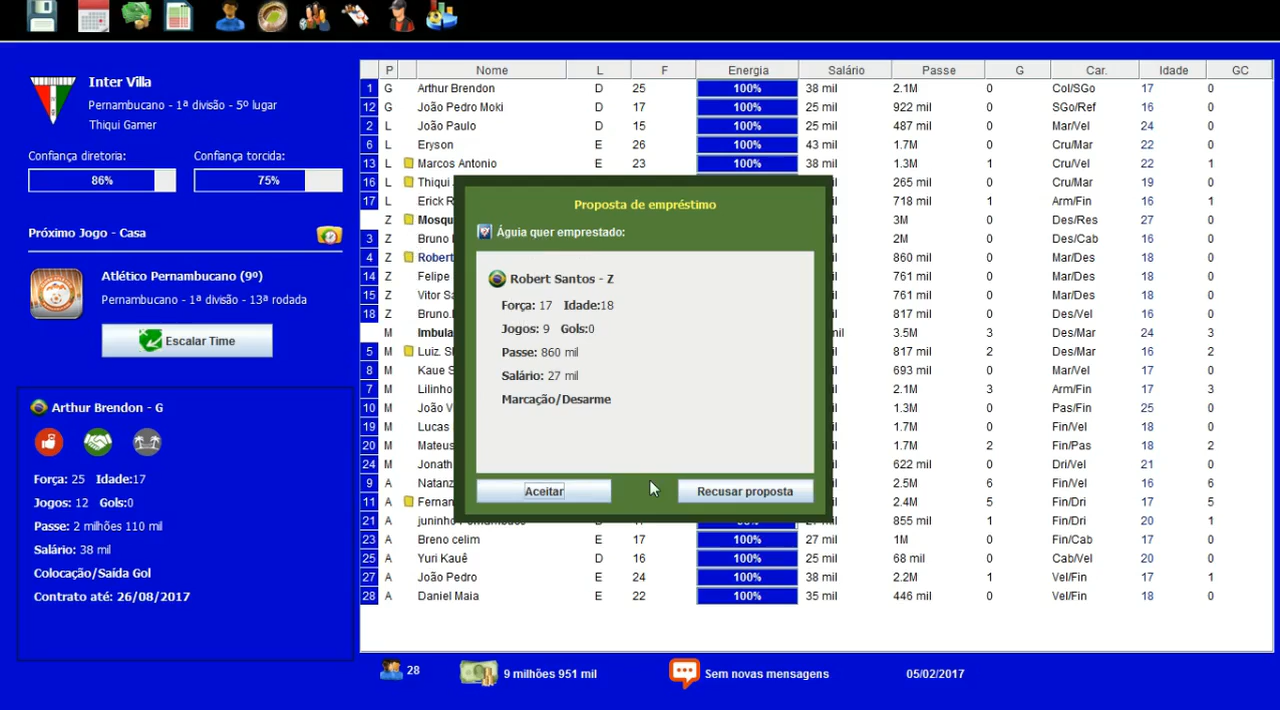 Inter Villa
Pernambucano - 1ª divisão - 5º lugar
Thiqui Gamer
Confiança diretoria: Confiança torcida:
86% 75%
Próximo Jogo - Casa
Atlético Pernambucano (9º)
Pernambucano - 1ª divisão - 13ª rodada
Escalar Time
Arthur Brendon - G
Força: 25 Idade:17
Jogos: 12 Gols:0
Passe: 2 milhões 110 mil
Salário: 38 mil
Colocação/Saída Gol
Contrato até: 26/08/2017
P Nome L F Energia Salário Passe G Car. Idade GC
1 G Arthur Brendon D 25 100% 38 mil 2.1M 0 Col/SGo 17 0
12 G João Pedro Moki D 17 100% 25 mil 922 mil 0 SGo/Ref 16 0
2 L João Paulo D 15 100% 25 mil 487 mil 0 Mar/Vel 24 0
6 L Eryson E 26 100% 43 mil 1.7M 0 Cru/Mar 22 0
13 L Marcos Antonio E 23 100% 38 mil 1.3M 1 Cru/Vel 22 1
16 L Thiqui 265 mil 0 Cru/Mar 19 0
17 L Erick R 718 mil 1 Arm/Fin 16 1
Z Mosqu 3M 0 Des/Res 27 0
3 Z Bruno 2M 0 Des/Cab 16 0
4 Z Robert 860 mil 0 Mar/Des 18 0
14 Z Felipe 761 mil 0 Mar/Des 16 0
15 Z Vitor Sa 761 mil 0 Mar/Des 18 0
18 Z Bruno. 817 mil 0 Des/Vel 16 0
M Imbula mil 3.5M 3 Des/Mar 24 3
5 M Luiz. S 817 mil 2 Des/Mar 16 2
8 M Kaue S 693 mil 0 Mar/Vel 17 0
7 M Lilinho 2.1M 3 Arm/Fin 17 3
10 M João V 1.3M 0 Pas/Fin 25 0
19 M Lucas 1.7M 0 Fin/Vel 18 0
20 M Mateus 1.7M 2 Fin/Pas 18 2
24 M Jonath 622 mil 0 Dri/Vel 21 0
9 A Natanz 2.5M 6 Fin/Vel 16 6
11 A Fernan 2.4M 5 Fin/Dri 17 5
21 A 855 mil 1 Fin/Dri 20 1
23 A Breno celim E 17 100% 27 mil 1M 0 Fin/Cab 17 0
25 A Yuri Kauê D 16 100% 25 mil 68 mil 0 Cab/Vel 20 0
27 A João Pedro E 24 100% 38 mil 2.2M 1 Vel/Fin 17 1
28 A Daniel Maia E 22 100% 35 mil 446 mil 0 Vel/Fin 18 0
Proposta de empréstimo
Águia quer emprestado:
Robert Santos - Z
Força: 17 Idade:18
Jogos: 9 Gols:0
Passe: 860 mil
Salário: 27 mil
Marcação/Desarme
Aceitar Recusar proposta
28 9 milhões 951 mil Sem novas mensagens 05/02/2017